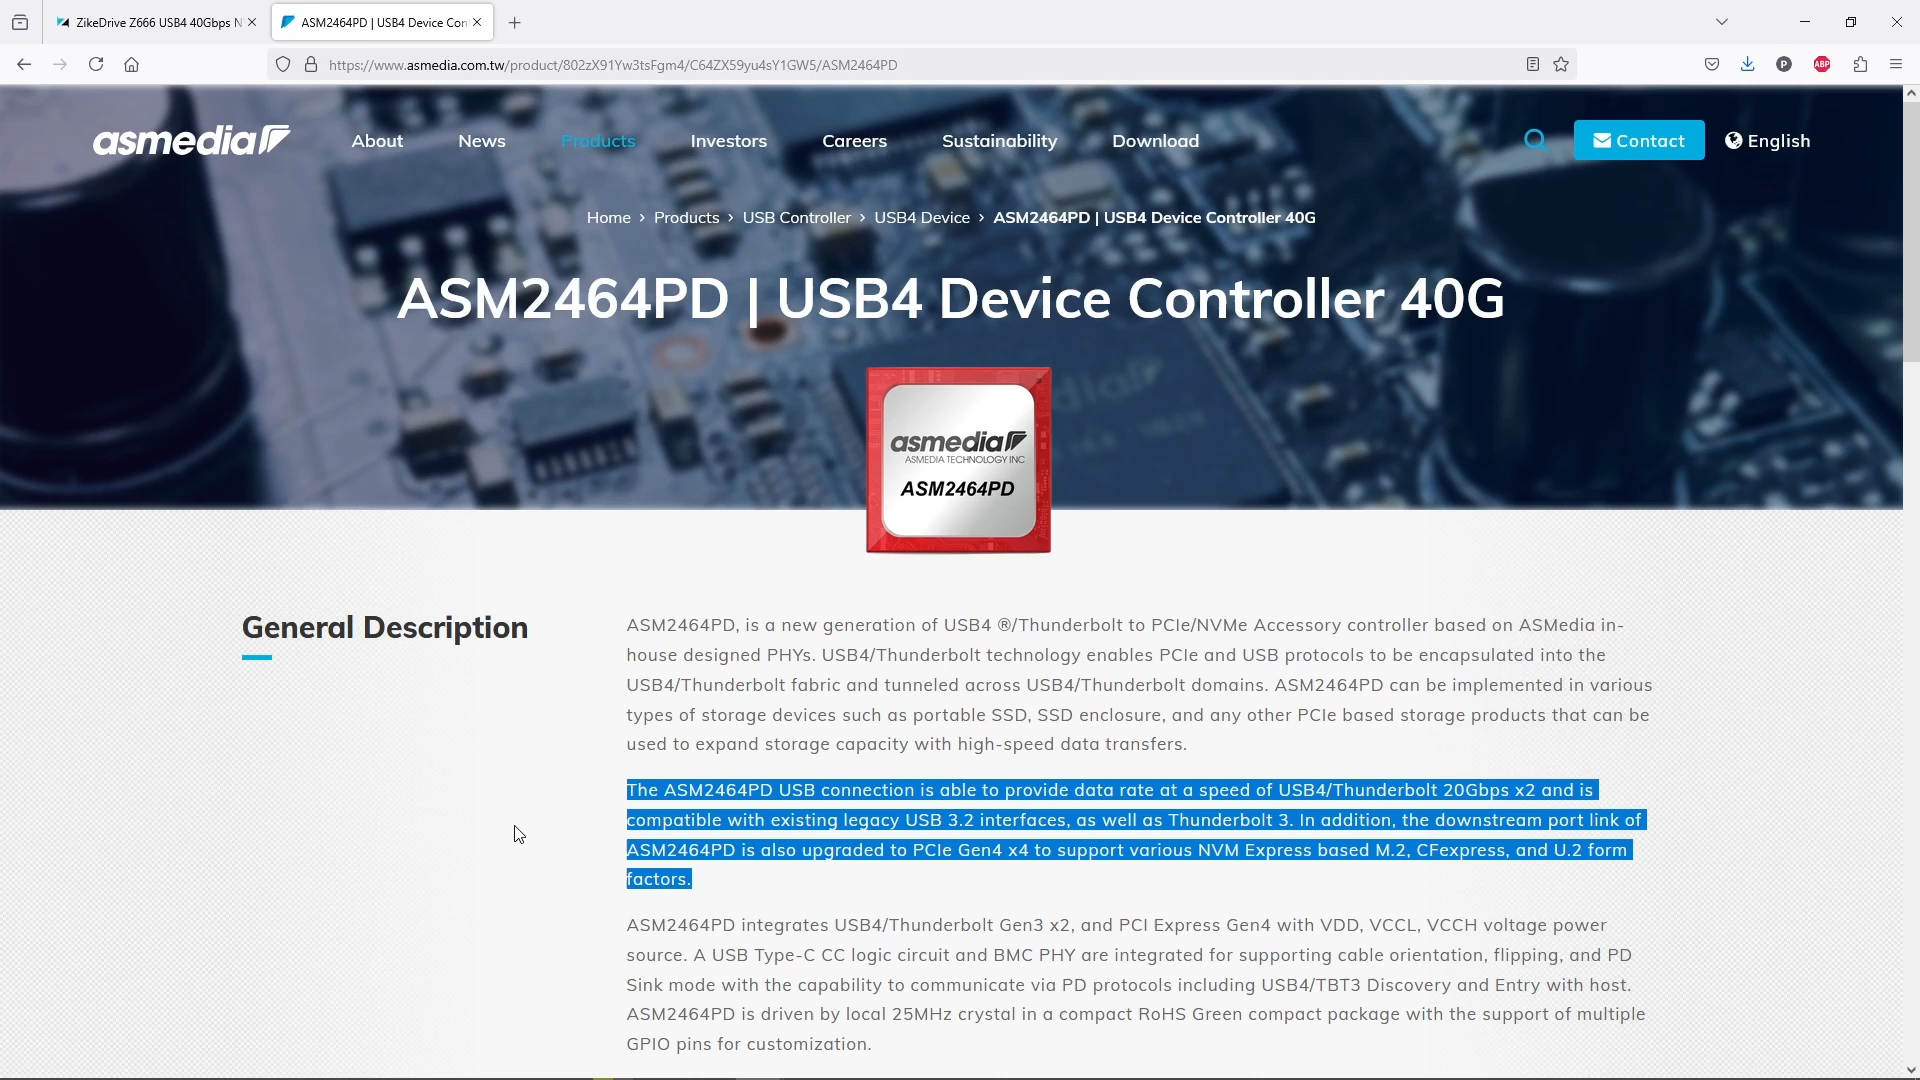 ZikeDrive Z666 USB4 40Gbps N
ASM2464PD | USB4 Device Con
https://www.asmedia.com.tw/product/802zX91Yw3tsFgm4/C64ZX59yu4sY1GW5/ASM2464PD
P
ABP
asmedia
About News Products Investors Careers Sustainability Download Contact English
Home › Products › USB Controller › USB4 Device › ASM2464PD | USB4 Device Controller 40G
ASM2464PD | USB4 Device Controller 40G
asmedia
ASMEDIA TECHNOLOGY INC
ASM2464PD
General Description
ASM2464PD, is a new generation of USB4 ®/Thunderbolt to PCIe/NVMe Accessory controller based on ASMedia in-
house designed PHYs. USB4/Thunderbolt technology enables PCIe and USB protocols to be encapsulated into the
USB4/Thunderbolt fabric and tunneled across USB4/Thunderbolt domains. ASM2464PD can be implemented in various
types of storage devices such as portable SSD, SSD enclosure, and any other PCIe based storage products that can be
used to expand storage capacity with high-speed data transfers.
The ASM2464PD USB connection is able to provide data rate at a speed of USB4/Thunderbolt 20Gbps x2 and is
compatible with existing legacy USB 3.2 interfaces, as well as Thunderbolt 3. In addition, the downstream port link of
ASM2464PD is also upgraded to PCIe Gen4 x4 to support various NVM Express based M.2, CFexpress, and U.2 form
factors.
ASM2464PD integrates USB4/Thunderbolt Gen3 x2, and PCI Express Gen4 with VDD, VCCL, VCCH voltage power
source. A USB Type-C CC logic circuit and BMC PHY are integrated for supporting cable orientation, flipping, and PD
Sink mode with the capability to communicate via PD protocols including USB4/TBT3 Discovery and Entry with host.
ASM2464PD is driven by local 25MHz crystal in a compact RoHS Green compact package with the support of multiple
GPIO pins for customization.